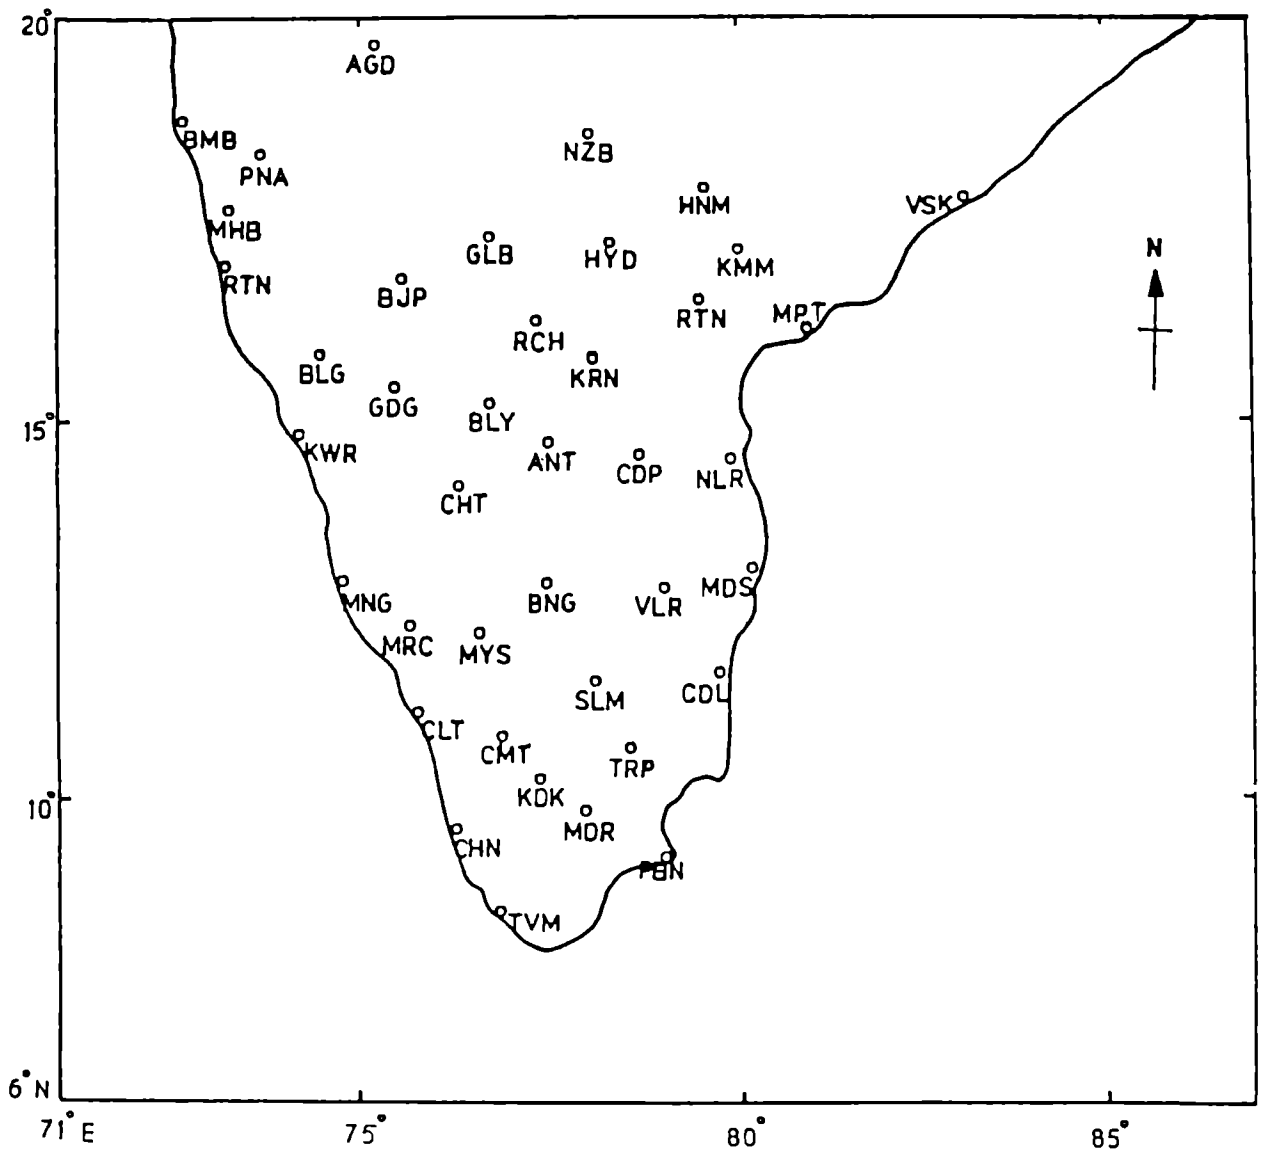 20°
AGD
BMB
NZB
PNA
HNM
VSK
MHB
N
GLB
HYD
KMM
RTN
BJP
MPT
RTN
RCH
BLG
KRN
GDG
BLY
15°
KWR
ANT
CDP
NLR
CHT
MDS
MNG
BNG
VLR
MRC
MYS
CDL
SLM
CLT
CMT
TRP
10°
KDK
MDR
CHN
PBN
TVM
6°N
71°E
75°
80°
85°